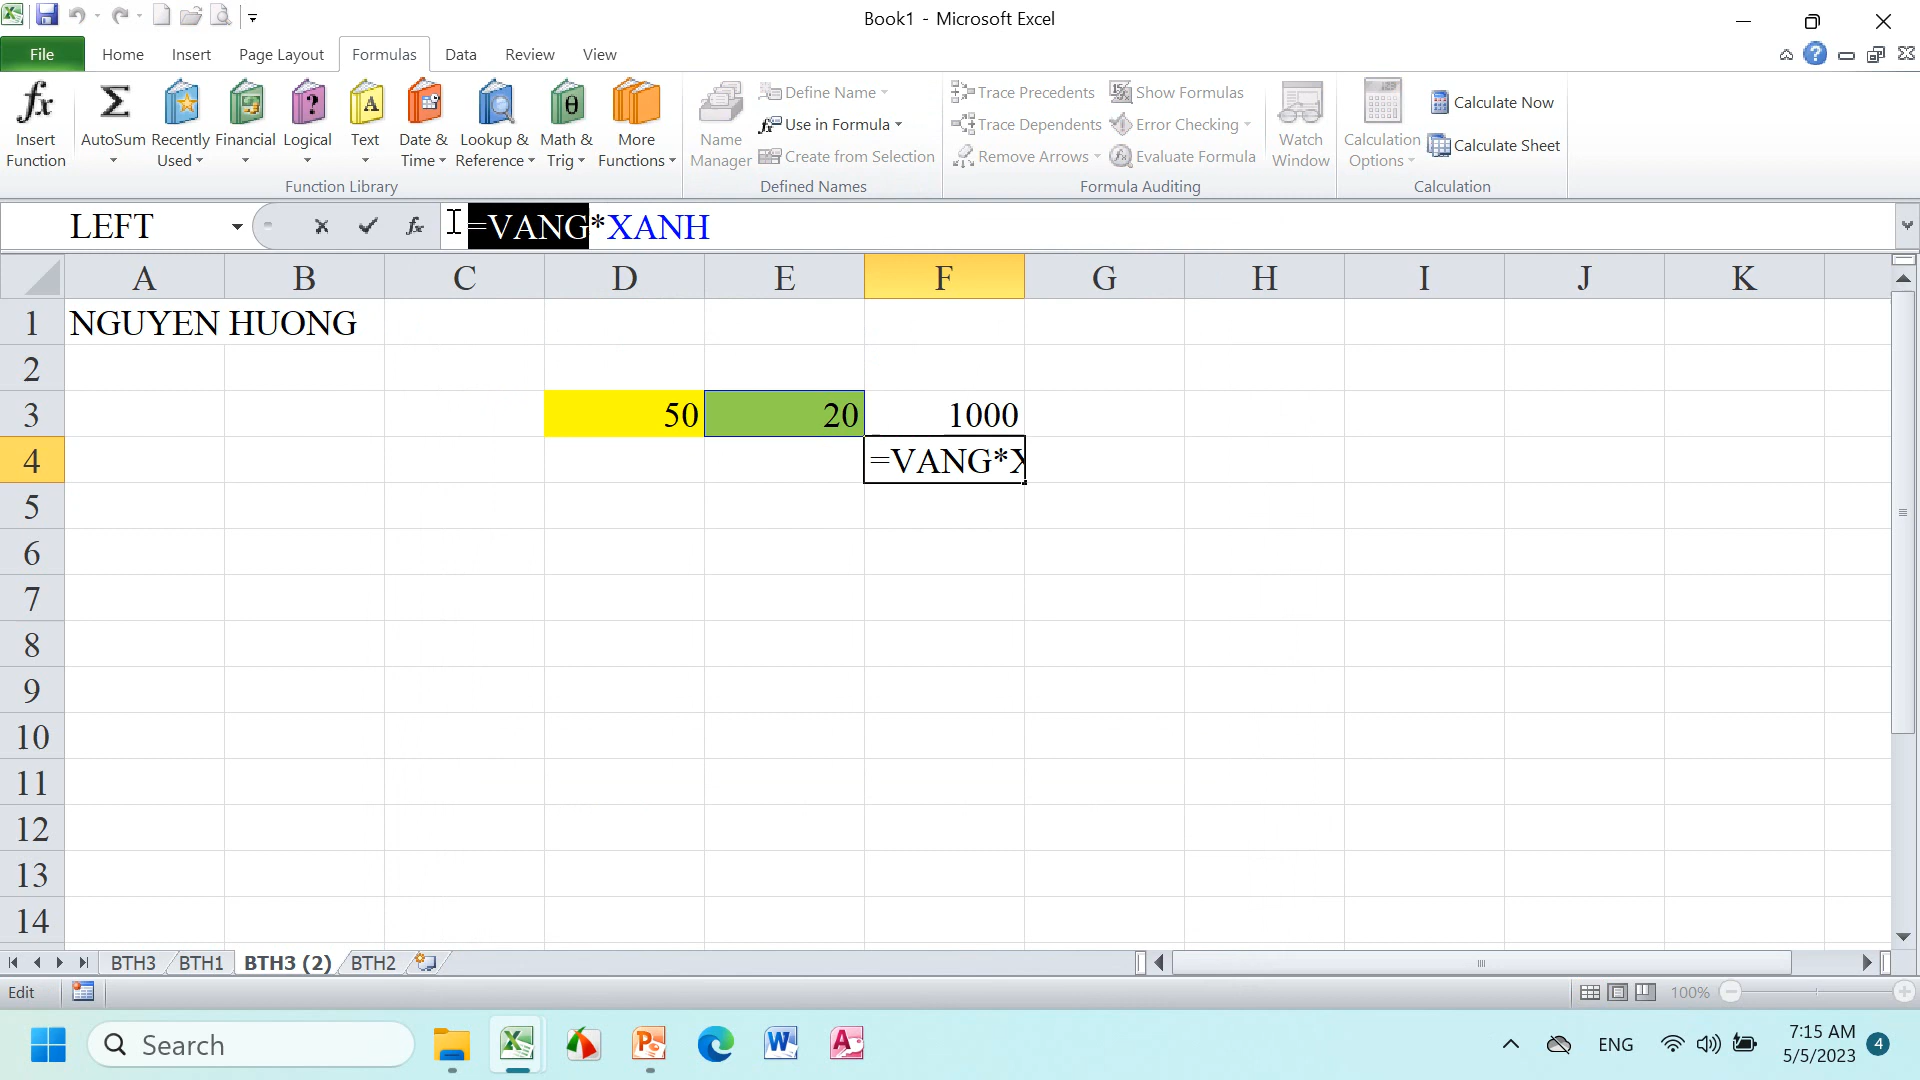 Book1 - Microsoft Excel
File Home Insert Page Layout Formulas Data Review View
fx Insert Function
Σ AutoSum
Recently Used
Financial
Logical
Text
Date & Time
Lookup & Reference
Math & Trig
More Functions
Function Library
Name Manager
Define Name
Use in Formula
Create from Selection
Defined Names
Trace Precedents
Trace Dependents
Remove Arrows
Show Formulas
Error Checking
Evaluate Formula
Formula Auditing
Watch Window
Calculation Options
Calculate Now
Calculate Sheet
Calculation
LEFT fx =VANG*XANH
A B C D E F G H I J K
1 NGUYEN HUONG
2
3 50 20 1000
4 =VANG*X
5
6
7
8
9
10
11
12
13
14
BTH3 BTH1 BTH3 (2) BTH2
Edit 100%
Search ENG 7:15 AM 4
5/5/2023